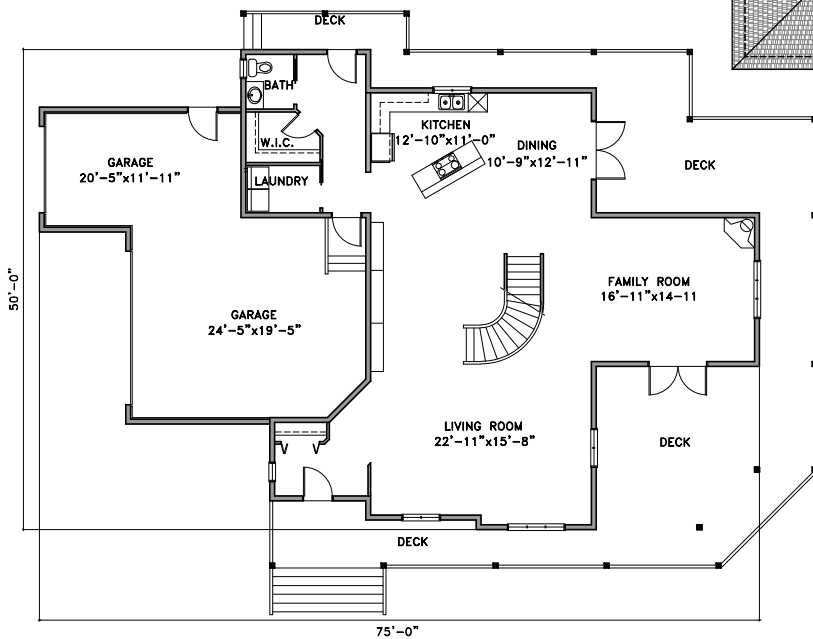 DECK
BATH
KITCHEN
12'-10"x11'-0"
DINING
10'-9"x12'-11"
W.I.C.
GARAGE
20'-5"x11'-11"
DECK
LAUNDRY
FAMILY ROOM
16'-11"x14-11
50'-0"
GARAGE
24'-5"x19'-5"
LIVING ROOM
22'-11"x15'-8"
DECK
DECK
75'-0"